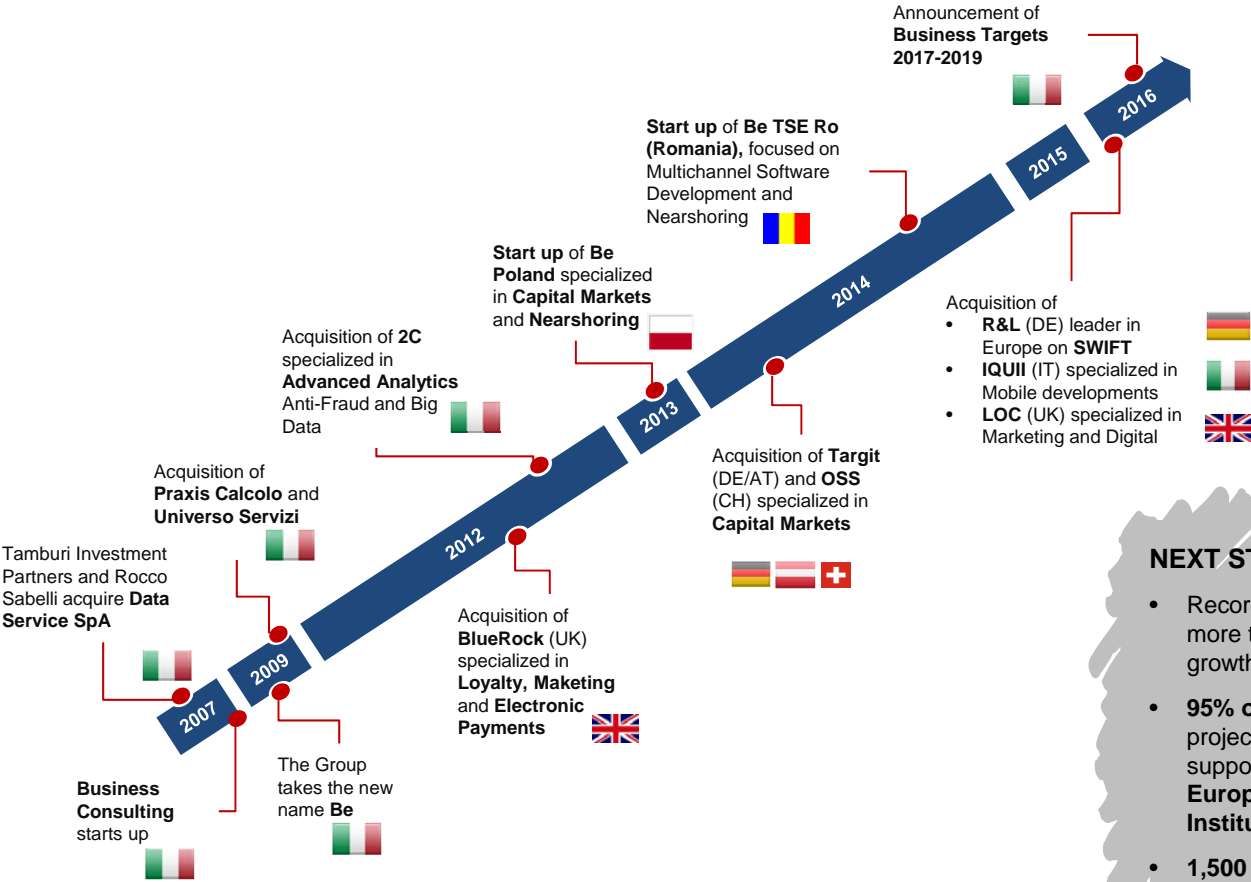 Announcement of
Business Targets
2017-2019
2016
Start up of Be TSE Ro
(Romania), focused on
Multichannel Software
Development and
Nearshoring
2015
Start up of Be
Poland specialized
in Capital Markets
and Nearshoring
2014
Acquisition of
• R&L (DE) leader in
Europe on SWIFT
• IQUII (IT) specialized in
Mobile developments
• LOC (UK) specialized in
Marketing and Digital
Acquisition of 2C
specialized in
Advanced Analytics
Anti-Fraud and Big
Data
2013
Acquisition of Targit
(DE/AT) and OSS
(CH) specialized in
Capital Markets
Acquisition of
Praxis Calcolo and
Universo Servizi
2012
Tamburi Investment
Partners and Rocco
Sabelli acquire Data
Service SpA
Acquisition of
BlueRock (UK)
specialized in
Loyalty, Maketing
and Electronic
Payments
2009
2007
The Group
takes the new
name Be
Business
Consulting
starts up
NEXT
•
more
• 95%
projec
suppo
Europ
Institu
• 1,500